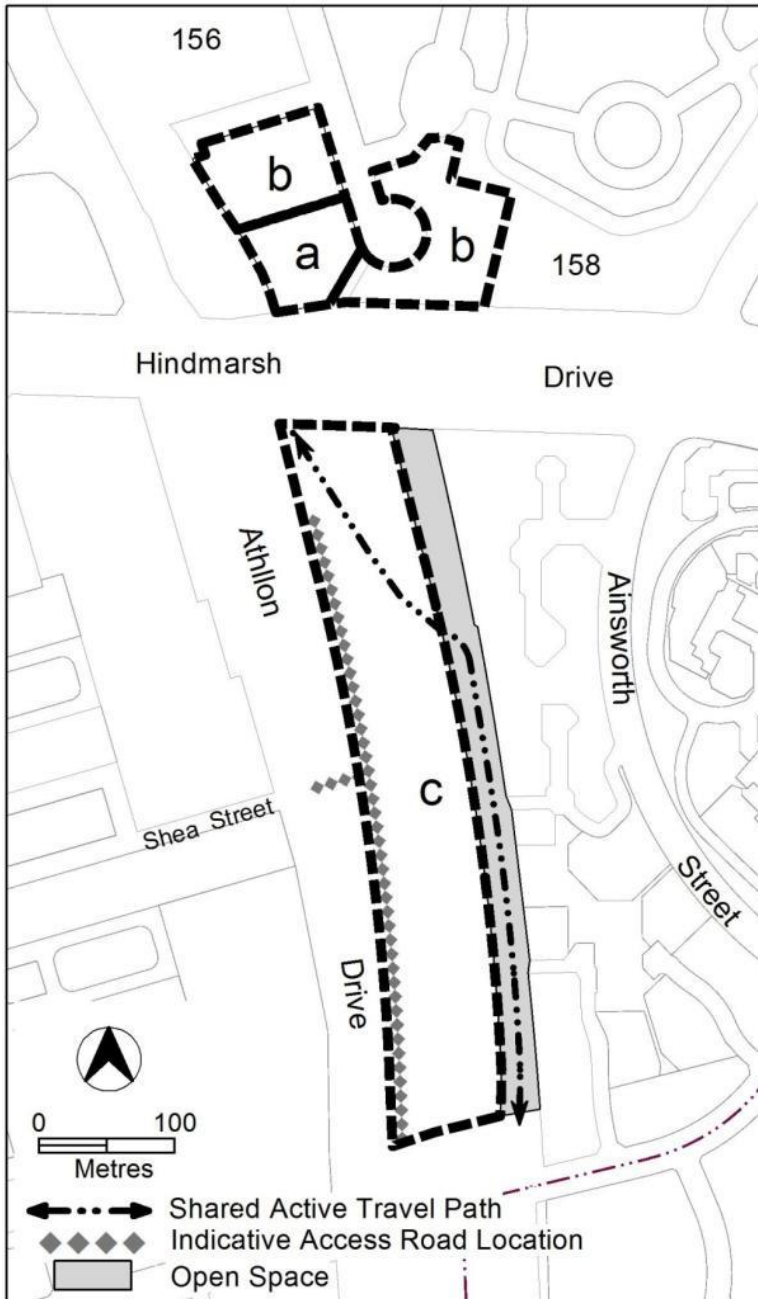 156
b
b
a
158
Hindmarsh Drive
Athllon
Ainsworth
c
Shea Street
Street
Drive
0 100
Metres
Shared Active Travel Path
Indicative Access Road Location
Open Space